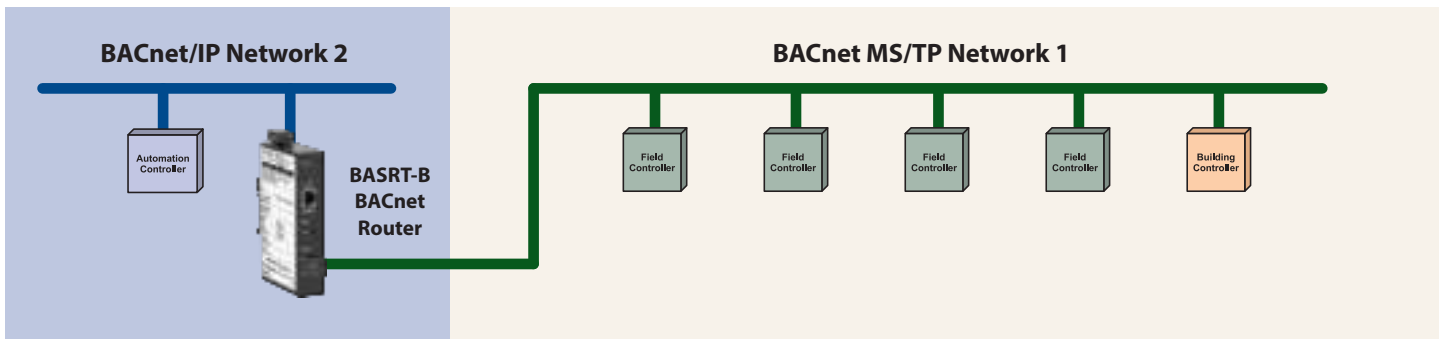 BACnet/IP Network 2
BACnet MS/TP Network 1
Automation
Controller
BASRT-B
BACnet
Router
Field
Controller
Field
Controller
Field
Controller
Field
Controller
Building
Controller